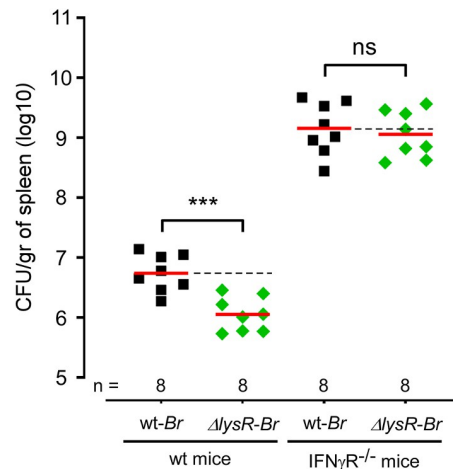 CFU/gr of spleen (log10)
11
10
9
8
7
6
5
***
ns
n = 8 8 8 8
wt-Br ΔlysR-Br wt-Br ΔlysR-Br
wt mice IFNγR-/- mice